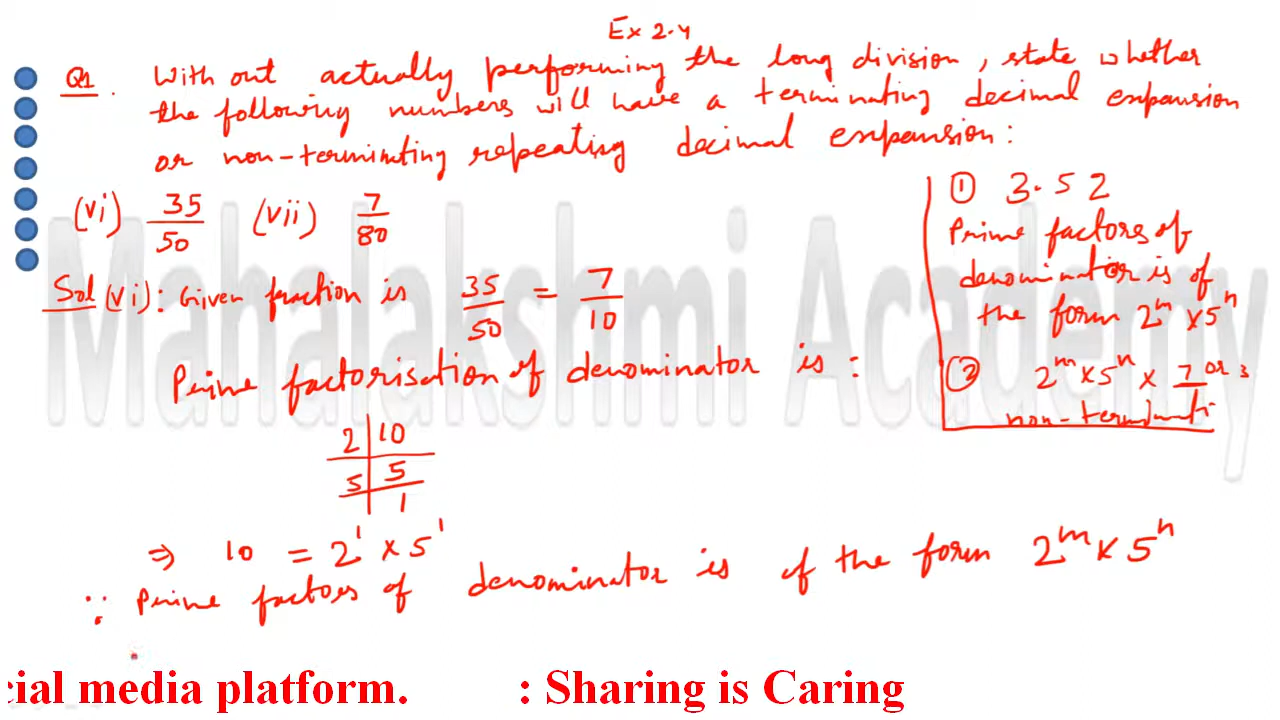 Ex 2.4
Q1. With out actually performing the long division, state whether
the following numbers will have a terminating decimal expansion
or non-terminating repeating decimal expansion:
(vi) 35/50 (vii) 7/80
Sol (vi): Given fraction is 35/50 = 7/10
Prime factorisation of denominator is:
2 | 10
5 | 5
1
⇒ 10 = 2¹ × 5¹
∵ Prime factors of denominator is of the form 2ᵐ × 5ⁿ
① 3.52
Prime factors of
denominator is of
the form 2ᵐ × 5ⁿ
② 2ᵐ × 5ⁿ × 7 or 3
non-terminati
Mahalakshmi Academy
cial media platform. : Sharing is Caring